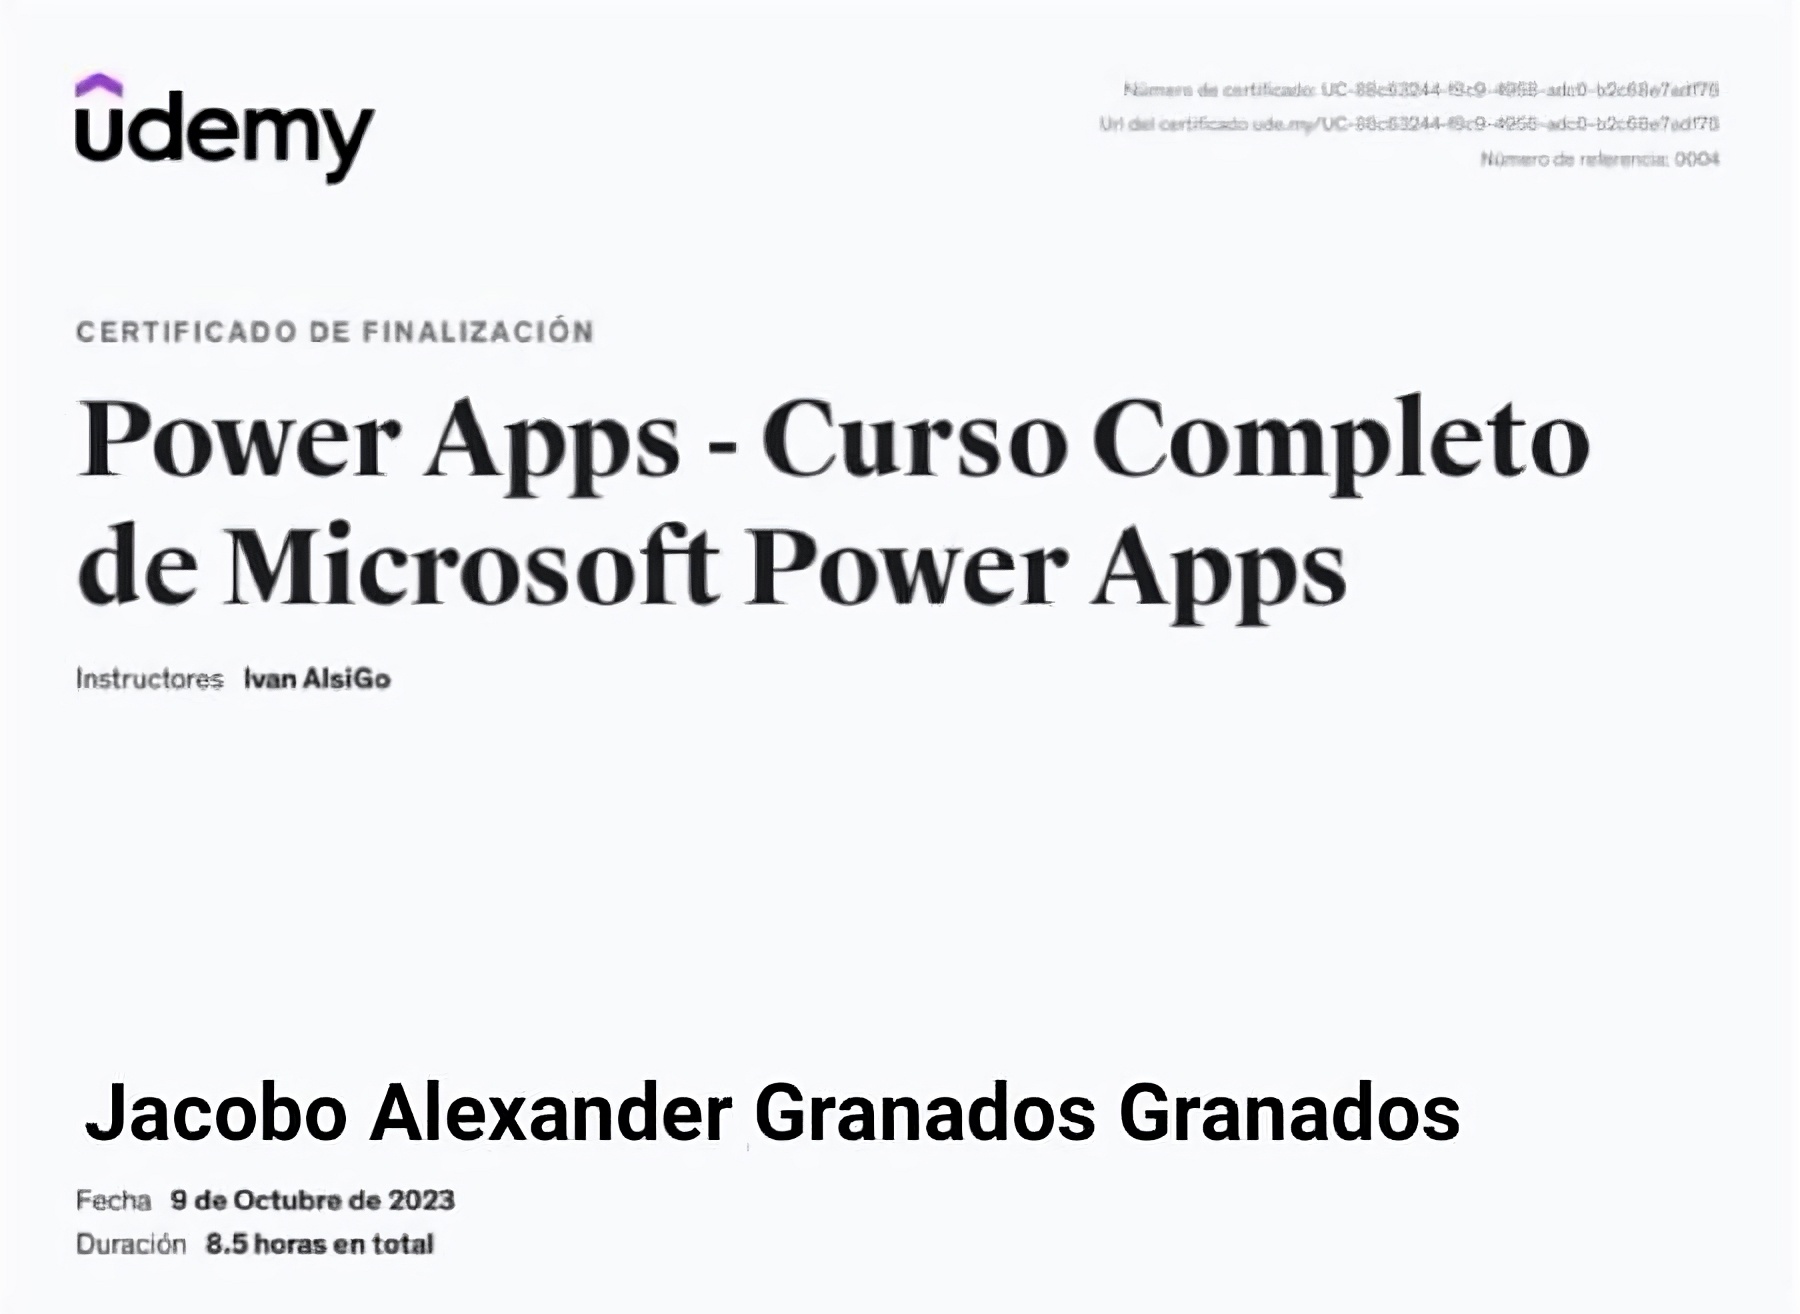 udemy
Número de certificado:
Url del certificado
Número de referencia: 0004
CERTIFICADO DE FINALIZACIÓN
Power Apps - Curso Completo
de Microsoft Power Apps
Instructores Ivan AlsiGo
Jacobo Alexander Granados Granados
Fecha 9 de Octubre de 2023
Duración 8.5 horas en total